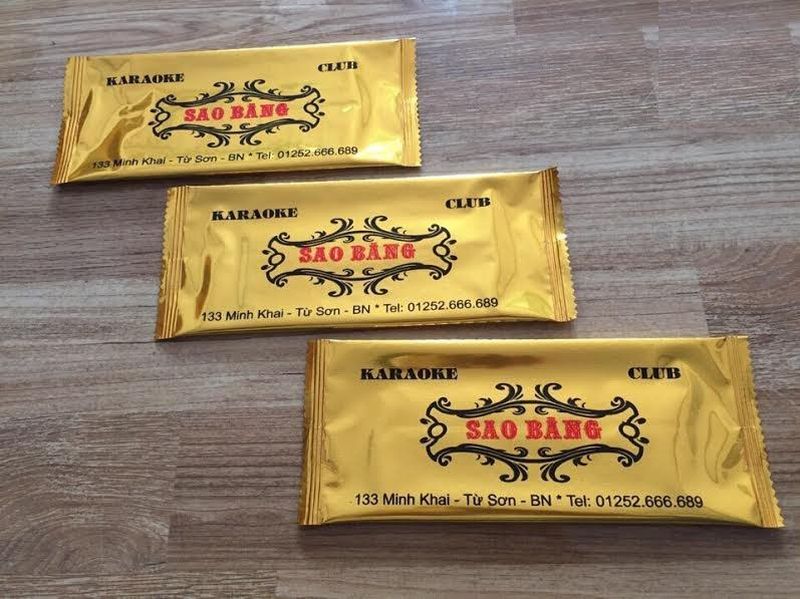 KARAOKE CLUB
SAO BĂNG
133 Minh Khai - Từ Sơn - BN * Tel: 01252.666.689
KARAOKE CLUB
SAO BĂNG
133 Minh Khai - Từ Sơn - BN * Tel: 01252.666.689
KARAOKE CLUB
SAO BĂNG
133 Minh Khai - Từ Sơn - BN * Tel: 01252.666.689